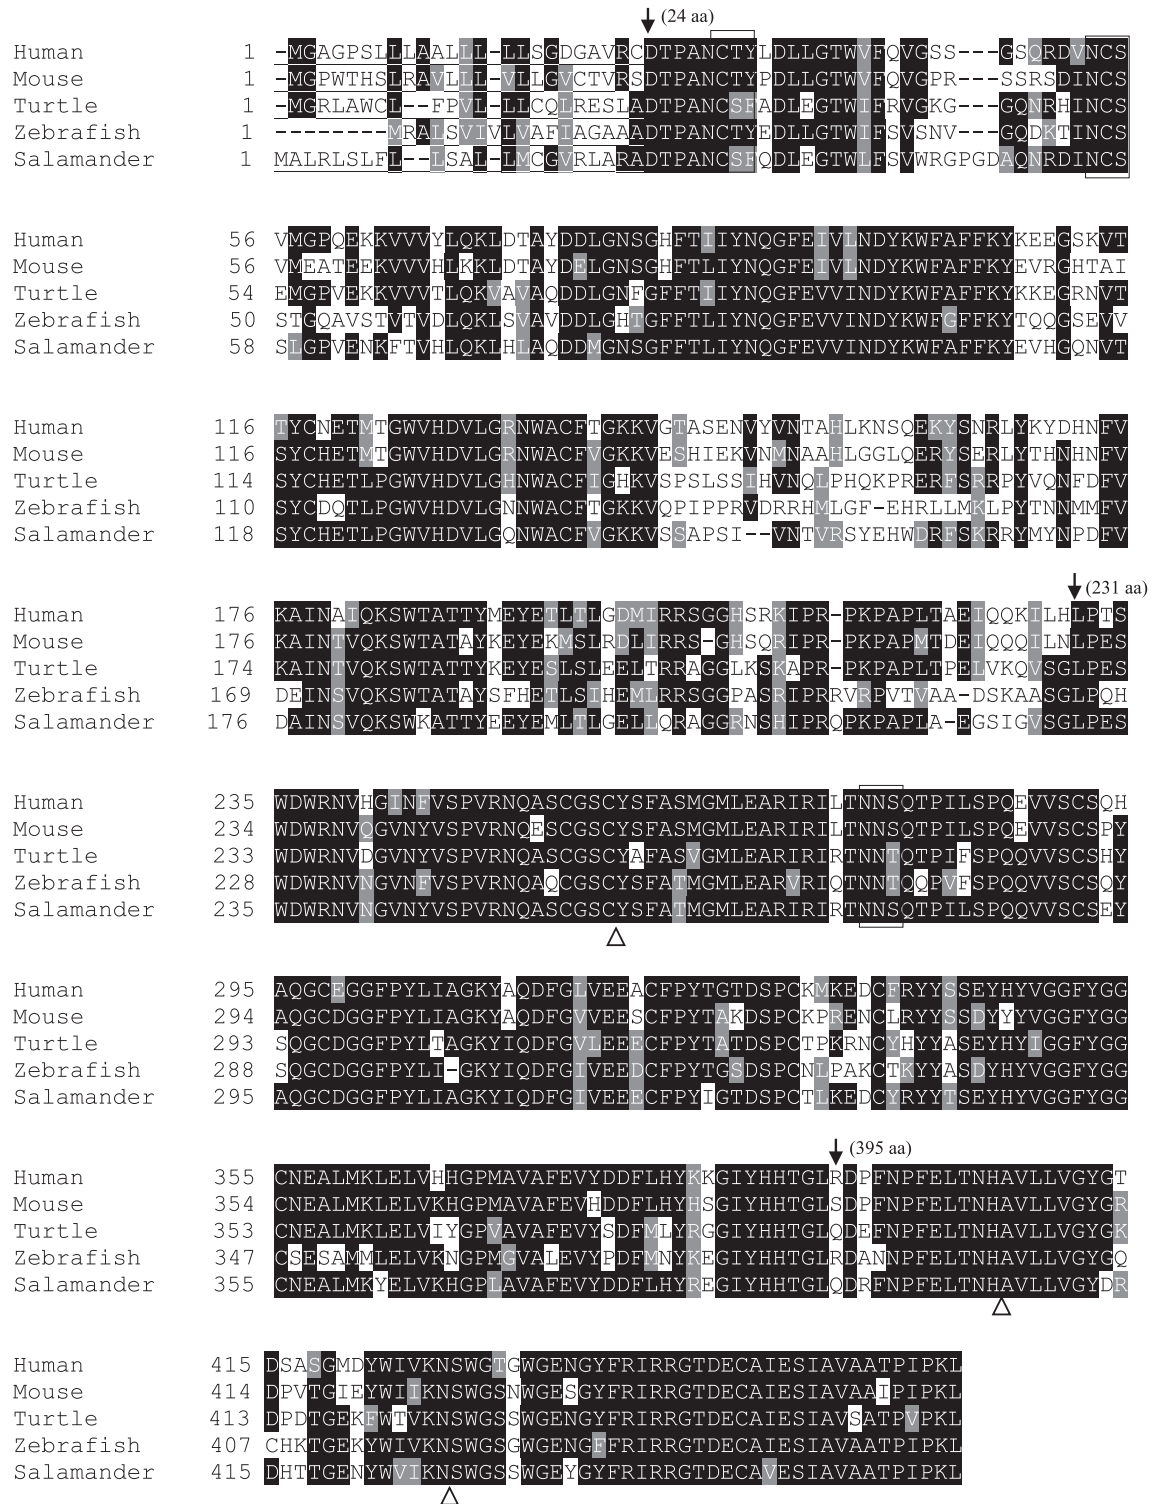 (24 aa)
Human 1 -MGAGPSLLLAALLL-LLSGDGAVRCDTPANCTYLDLLGTWVFQVGSS---GSQRDVNCS
Mouse 1 -MGPWTHSLRAVLLL-VLLGVCTVRSDTPANCTYPDLLGTWVFQVGPR---SSRSDINCS
Turtle 1 -MGRLAWCL--FPVL-LLCQLRESLADTPANCSFADLEGTWIFRVGKG---GQNRHINCS
Zebrafish 1 --------MRALSVIVLVAFIAGAAADTPANCTYEDLLGTWIFSVSNV---GQDKTINCS
Salamander 1 MALRLSLFL--LSAL-LMCGVRLARADTPANCSFQDLEGTWLFSVWRGPGDAQNRDINCS
Human 56 VMGPQEKKVVVYLQKLDTAYDDLGNSGHFTIIYNQGFEIVLNDYKWFAFFKYKEEGSKVT
Mouse 56 VMEATEEKVVVHLKKLDTAYDELGNSGHFTLIYNQGFEIVLNDYKWFAFFKYEVRGHTAI
Turtle 54 EMGPVEKKVVVTLQKVAVAQDDLGNFGFFTIIYNQGFEVVINDYKWFAFFKYKKEGRNVT
Zebrafish 50 STGQAVSTVTVDLQKLSVAVDDLGHTGFFTLIYNQGFEVVINDYKWFGFFKYTQQGSEVV
Salamander 58 SLGPVENKFTVHLQKLHLAQDDMGNSGFFTLIYNQGFEVVINDYKWFAFFKYEVHGQNVT
Human 116 TYCNETMTGWVHDVLGRNWACFTGKKVGTASENVYVNTAHLKNSQEKYSNRLYKYDHNFV
Mouse 116 SYCHETMTGWVHDVLGRNWACFVGKKVESHIEKVNMNAAHLGGLQERYSERLYTHNHNFV
Turtle 114 SYCHETLPGWVHDVLGHNWACFIGHKVSPSLSSIHVNQLPHQKPRERFSRRPYVQNFDFV
Zebrafish 110 SYCDQTLPGWVHDVLGNNWACFTGKKVQPIPPRVDRRHMLGF-EHRLLMKLPYTNNMMFV
Salamander 118 SYCHETLPGWVHDVLGQNWACFVGKKVSSAPSI--VNTVRSYEHWDRFSKRRYMYNPDFV
(231 aa)
Human 176 KAINAIQKSWTATTYMEYETLTLGDMIRRSGGHSRKIPR-PKPAPLTAEIQQKILHLPTS
Mouse 176 KAINTVQKSWTATAYKEYEKMSLRDLIRRS-GHSQRIPR-PKPAPMTDEIQQQILNLPES
Turtle 174 KAINTVQKSWTATTYKEYESLSLEELTRRAGGLKSKAPR-PKPAPLTPELVKQVSGLPES
Zebrafish 169 DEINSVQKSWTATAYSFHETLSIHEMLRRSGGPASRIPRRVRPVTVAA-DSKAASGLPQH
Salamander 176 DAINSVQKSWKATTYEEYEMLTLGELLQRAGGRNSHIPRQPKPAPLA-EGSIGVSGLPES
Human 235 WDWRNVHGINFVSPVRNQASCGSCYSFASMGMLEARIRILTNNSQTPILSPQEVVSCSQH
Mouse 234 WDWRNVQGVNYVSPVRNQESCGSCYSFASMGMLEARIRILTNNSQTPILSPQEVVSCSPY
Turtle 233 WDWRNVDGVNYVSPVRNQASCGSCYAFASVGMLEARIRIRTNNTQTPIFSPQQVVSCSHY
Zebrafish 228 WDWRNVNGVNFVSPVRNQAQCGSCYSFATMGMLEARVRIQTNNTQQPVFSPQQVVSCSQY
Salamander 235 WDWRNVNGVNYVSPVRNQASCGSCYSFATMGMLEARIRIRTNNSQTPILSPQQVVSCSEY
Human 295 AQGCEGGFPYLIAGKYAQDFGLVEEACFPYTGTDSPCKMKEDCFRYYSSEYHYVGGFYGG
Mouse 294 AQGCDGGFPYLIAGKYAQDFGVVEESCFPYTAKDSPCKPRENCLRYYSSDYYYVGGFYGG
Turtle 293 SQGCDGGFPYLTAGKYIQDFGVLEEECFPYTATDSPCTPKRNCYHYYASEYHYIGGFYGG
Zebrafish 288 SQGCDGGFPYLI-GKYIQDFGIVEEDCFPYTGSDSPCNLPAKCTKYYASDYHYVGGFYGG
Salamander 295 AQGCDGGFPYLIAGKYIQDFGIVEEECFPYIGTDSPCTLKEDCYRYYTSEYHYVGGFYGG
(395 aa)
Human 355 CNEALMKLELVHHGPMAVAFEVYDDFLHYKKGIYHHTGLRDPFNPFELTNHAVLLVGYGT
Mouse 354 CNEALMKLELVKHGPMAVAFEVHDDFLHYHSGIYHHTGLSDPFNPFELTNHAVLLVGYGR
Turtle 353 CNEALMKLELVIYGPVAVAFEVYSDFMLYRGGIYHHTGLQDEFNPFELTNHAVLLVGYGK
Zebrafish 347 CSESAMMLELVKNGPMGVALEVYPDFMNYKEGIYHHTGLRDANNPFELTNHAVLLVGYGQ
Salamander 355 CNEALMKYELVKHGPLAVAFEVYDDFLHYREGIYHHTGLQDRFNPFELTNHAVLLVGYDR
Human 415 DSASGMDYWIVKNSWGTGWGENGYFRIRRGTDECAIESIAVAATPIPKL
Mouse 414 DPVTGIEYWIIKNSWGSNWGESGYFRIRRGTDECAIESIAVAAIPIPKL
Turtle 413 DPDTGEKFWTVKNSWGSSWGENGYFRIRRGTDECAIESIAVSATPVPKL
Zebrafish 407 CHKTGEKYWIVKNSWGSGWGENGFFRIRRGTDECAIESIAVAATPIPKL
Salamander 415 DHTTGENYWVIKNSWGSSWGEYGYFRIRRGTDECAVESIAVAATPIPKL